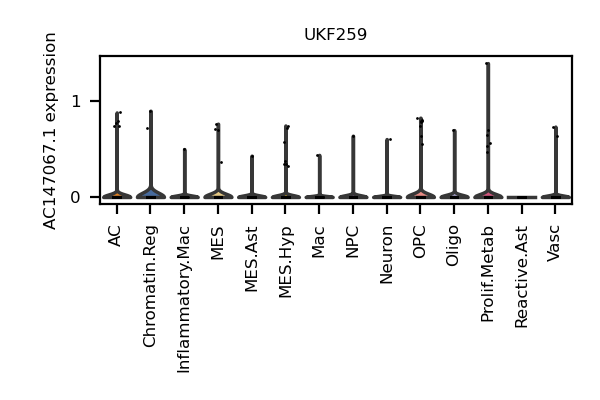 UKF259
AC147067.1 expression
1
0
AC
Chromatin.Reg
Inflammatory.Mac
MES
MES.Ast
MES.Hyp
Mac
NPC
Neuron
OPC
Oligo
Prolif.Metab
Reactive.Ast
Vasc